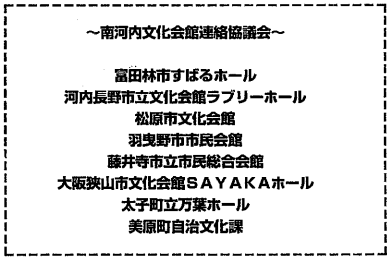 ～南河内文化会館連絡協議会～
富田林市すばるホール
河内長野市立文化会館ラブリーホール
松原市文化会館
羽曳野市市民会館
藤井寺市立市民総合会館
大阪狭山市文化会館ＳＡＹＡＫＡホール
太子町立万葉ホール
美原町自治文化課